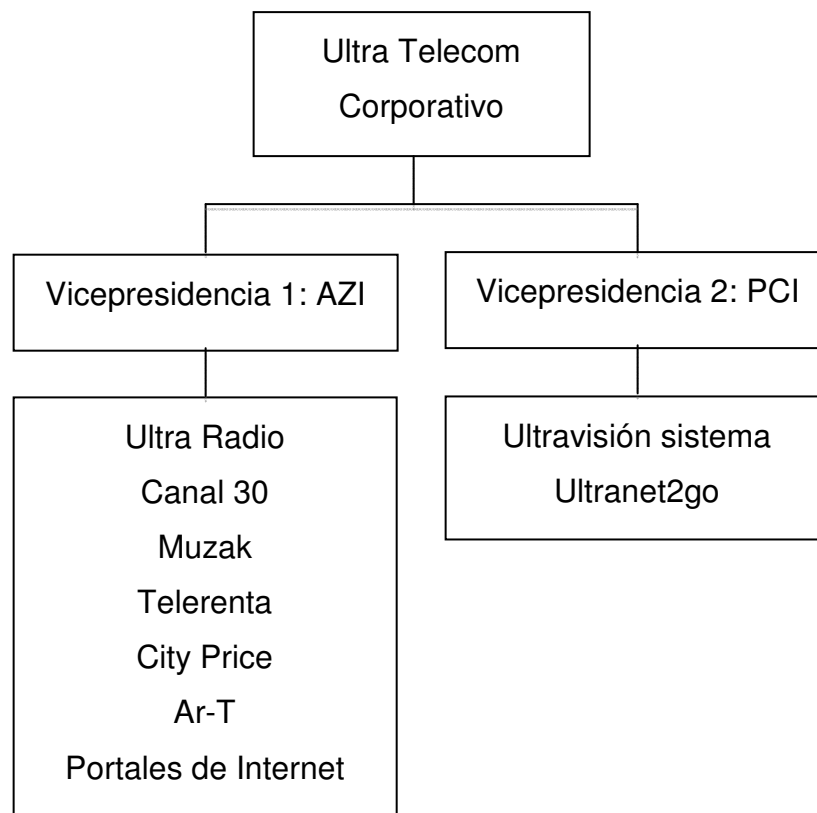 Ultra Telecom
Corporativo
Vicepresidencia 1: AZI
Vicepresidencia 2: PCI
Ultra Radio
Canal 30
Muzak
Telerenta
City Price
Ar-T
Portales de Internet
Ultravisión sistema
Ultranet2go